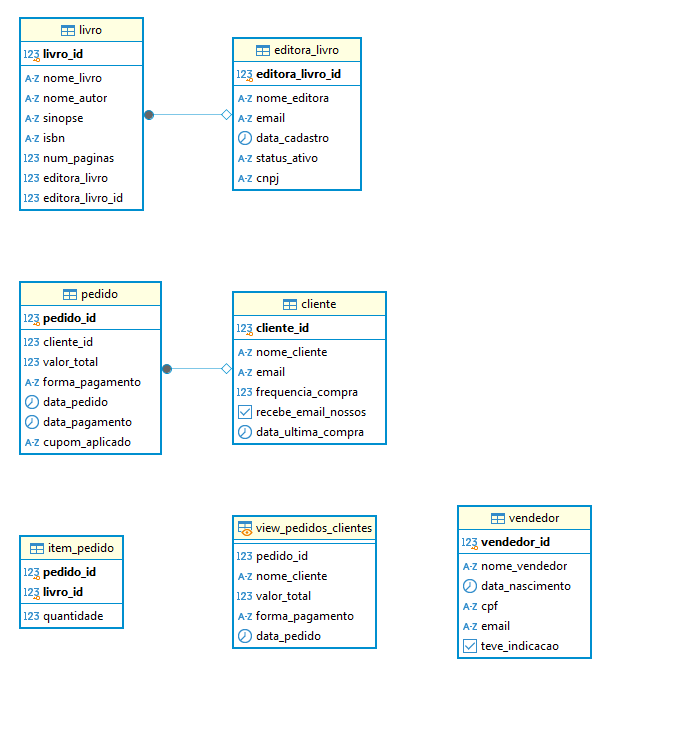 livro
123 livro_id
A-Z nome_livro
A-Z nome_autor
A-Z sinopse
A-Z isbn
123 num_paginas
123 editora_livro
123 editora_livro_id
editora_livro
123 editora_livro_id
A-Z nome_editora
A-Z email
data_cadastro
A-Z status_ativo
A-Z cnpj
pedido
123 pedido_id
123 cliente_id
123 valor_total
A-Z forma_pagamento
data_pedido
data_pagamento
A-Z cupom_aplicado
cliente
123 cliente_id
A-Z nome_cliente
A-Z email
123 frequencia_compra
recebe_email_nossos
data_ultima_compra
item_pedido
123 pedido_id
123 livro_id
123 quantidade
view_pedidos_clientes
123 pedido_id
A-Z nome_cliente
123 valor_total
A-Z forma_pagamento
data_pedido
vendedor
123 vendedor_id
A-Z nome_vendedor
data_nascimento
A-Z cpf
A-Z email
teve_indicacao